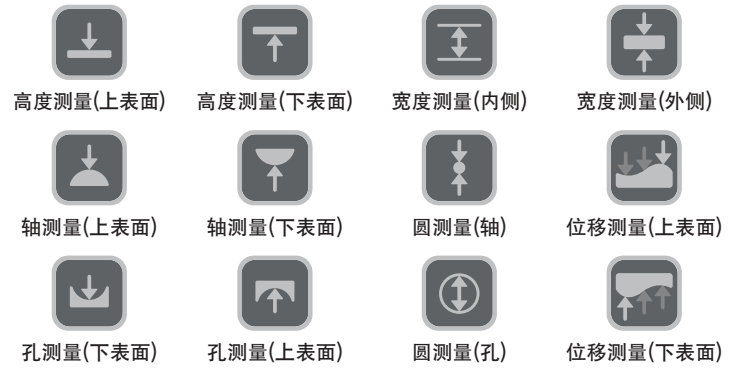 高度测量(上表面)
高度测量(下表面)
宽度测量(内侧)
宽度测量(外侧)
轴测量(上表面)
轴测量(下表面)
圆测量(轴)
位移测量(上表面)
孔测量(下表面)
孔测量(上表面)
圆测量(孔)
位移测量(下表面)